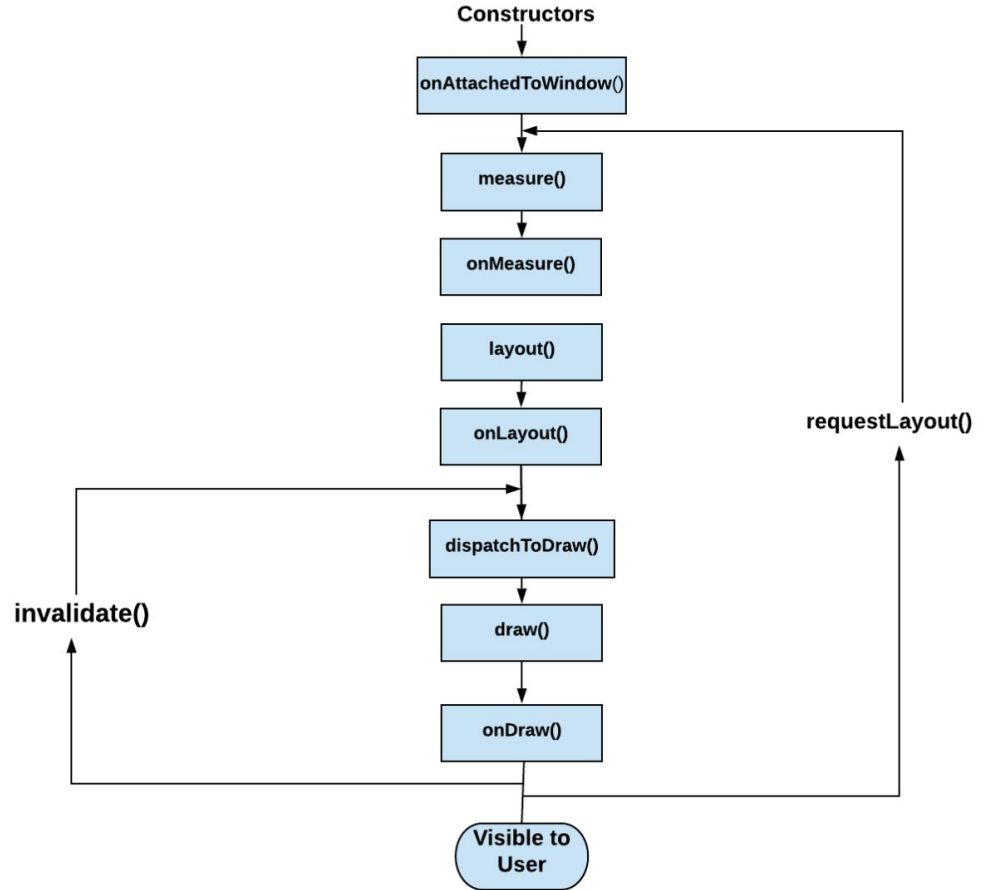 Constructors
onAttachedToWindow()
measure()
onMeasure()
layout()
requestLayout()
onLayout()
dispatchToDraw()
invalidate()
draw()
onDraw()
Visible to
User